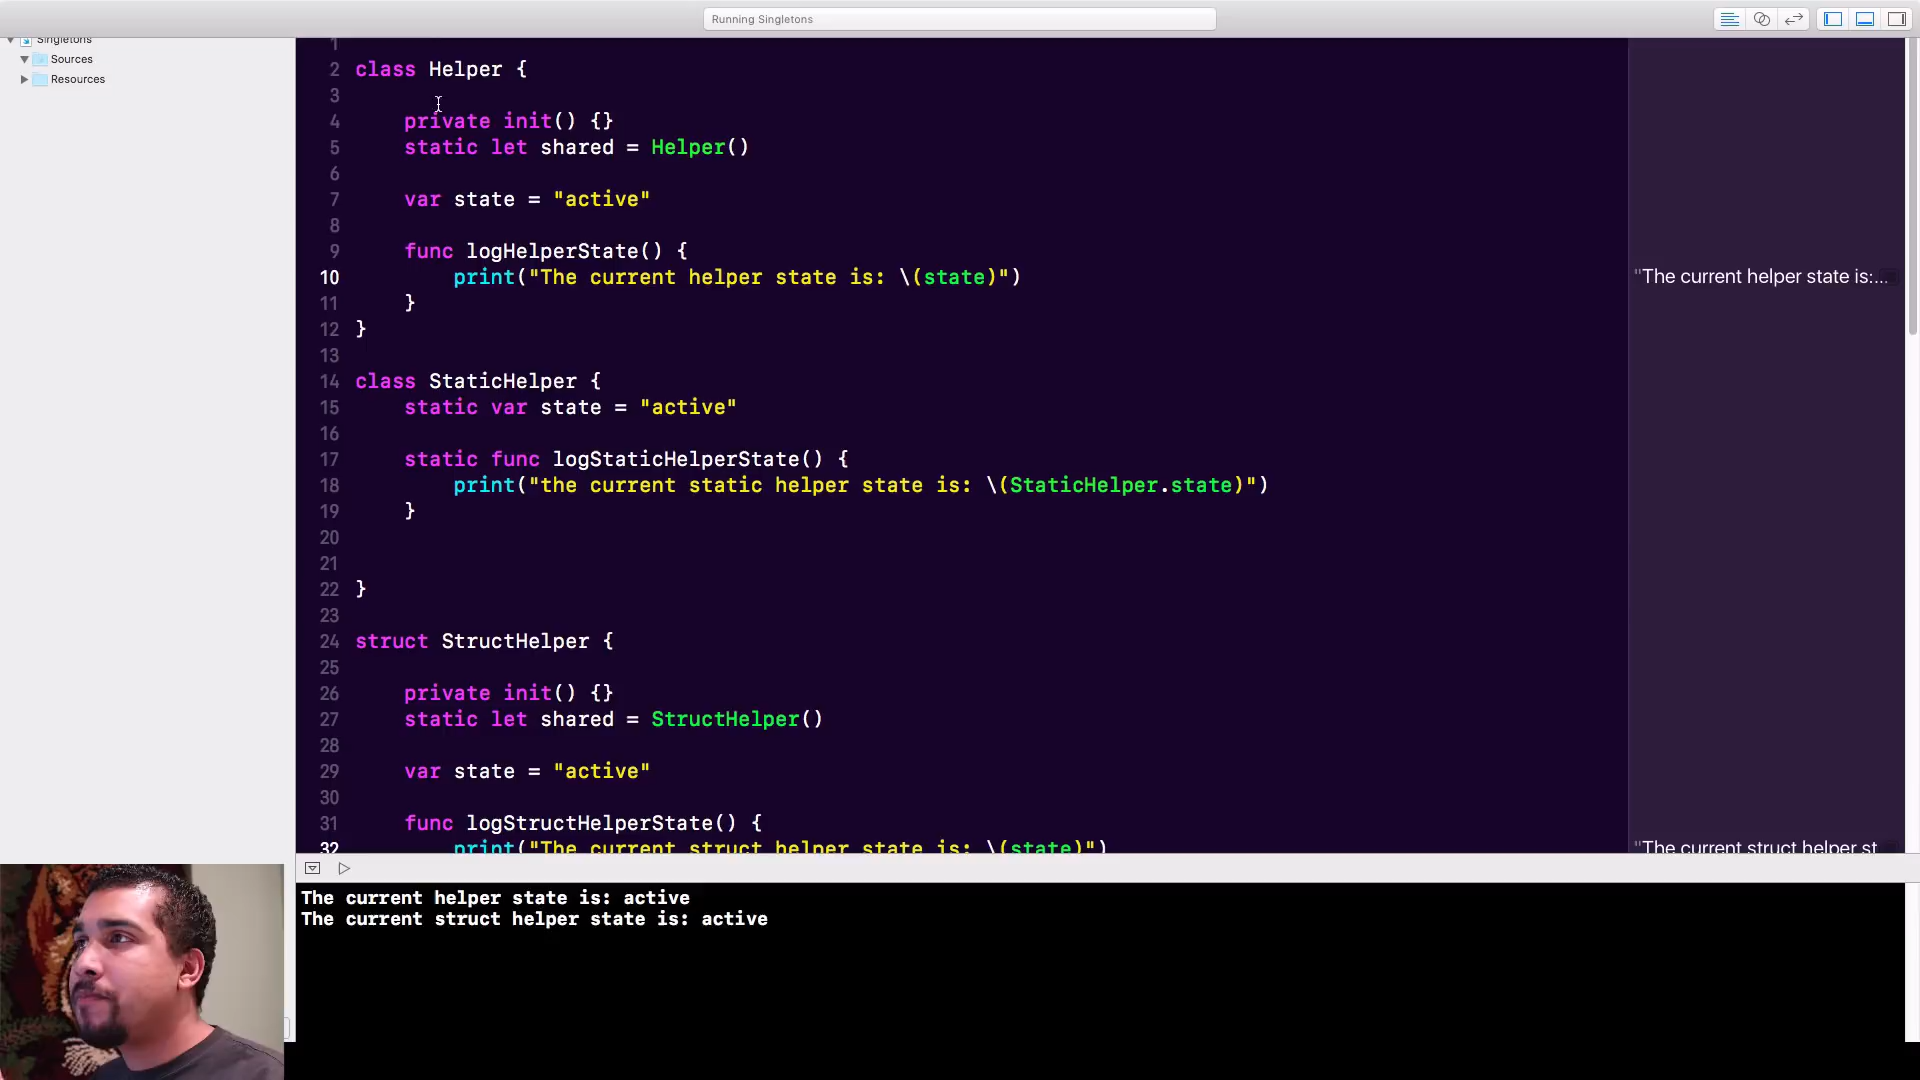 Running Singletons
Singletons
Sources
Resources
1
2 class Helper {
3
4 private init() {}
5 static let shared = Helper()
6
7 var state = "active"
8
9 func logHelperState() {
10 print("The current helper state is: \(state)")
"The current helper state is:...
11 }
12 }
13
14 class StaticHelper {
15 static var state = "active"
16
17 static func logStaticHelperState() {
18 print("the current static helper state is: \(StaticHelper.state)")
19 }
20
21
22 }
23
24 struct StructHelper {
25
26 private init() {}
27 static let shared = StructHelper()
28
29 var state = "active"
30
31 func logStructHelperState() {
32 print("The current struct helper state is: \(state)")
"The current struct helper st
The current helper state is: active
The current struct helper state is: active